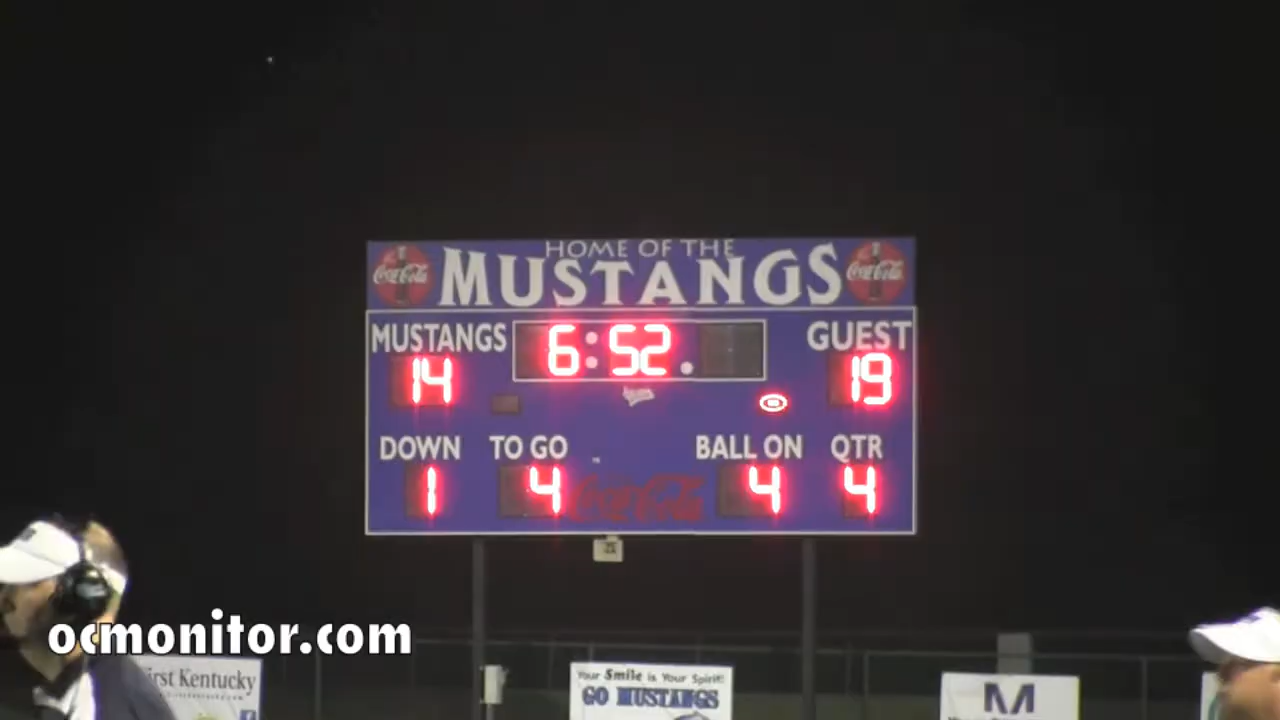 HOME OF THE
Coca-Cola MUSTANGS Coca-Cola
MUSTANGS 6:52. GUEST
14 19
DOWN TO GO BALL ON QTR
1 4 4 4
Coca-Cola
25
ocmonitor.com
First Kentucky
Your Smile is Your Spirit!
GO MUSTANGS
M